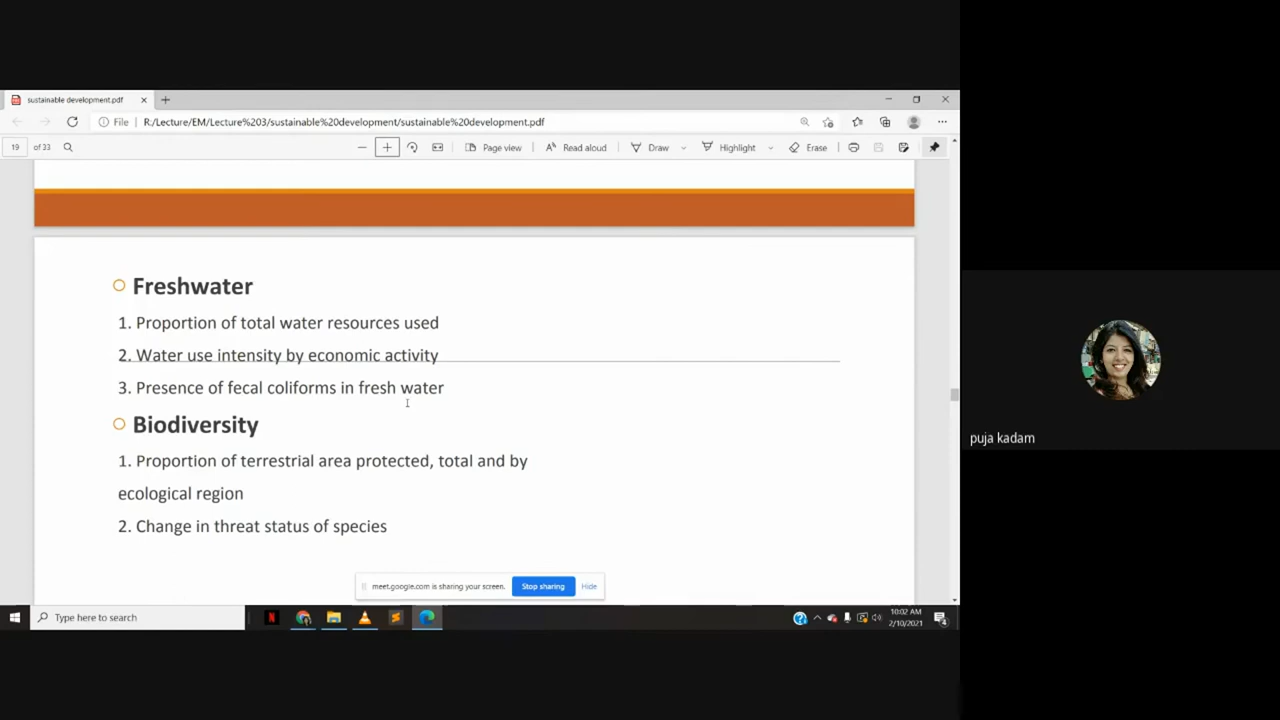 sustainable development.pdf
File R:/Lecture/EM/Lecture%203/sustainable%20development/sustainable%20development.pdf
19 of 33 Page view Read aloud Draw Highlight Erase
Freshwater
1. Proportion of total water resources used
2. Water use intensity by economic activity
3. Presence of fecal coliforms in fresh water
Biodiversity
1. Proportion of terrestrial area protected, total and by
ecological region
2. Change in threat status of species
puja kadam
meet.google.com is sharing your screen. Stop sharing Hide
Type here to search
10:02 AM
2/10/2021
4